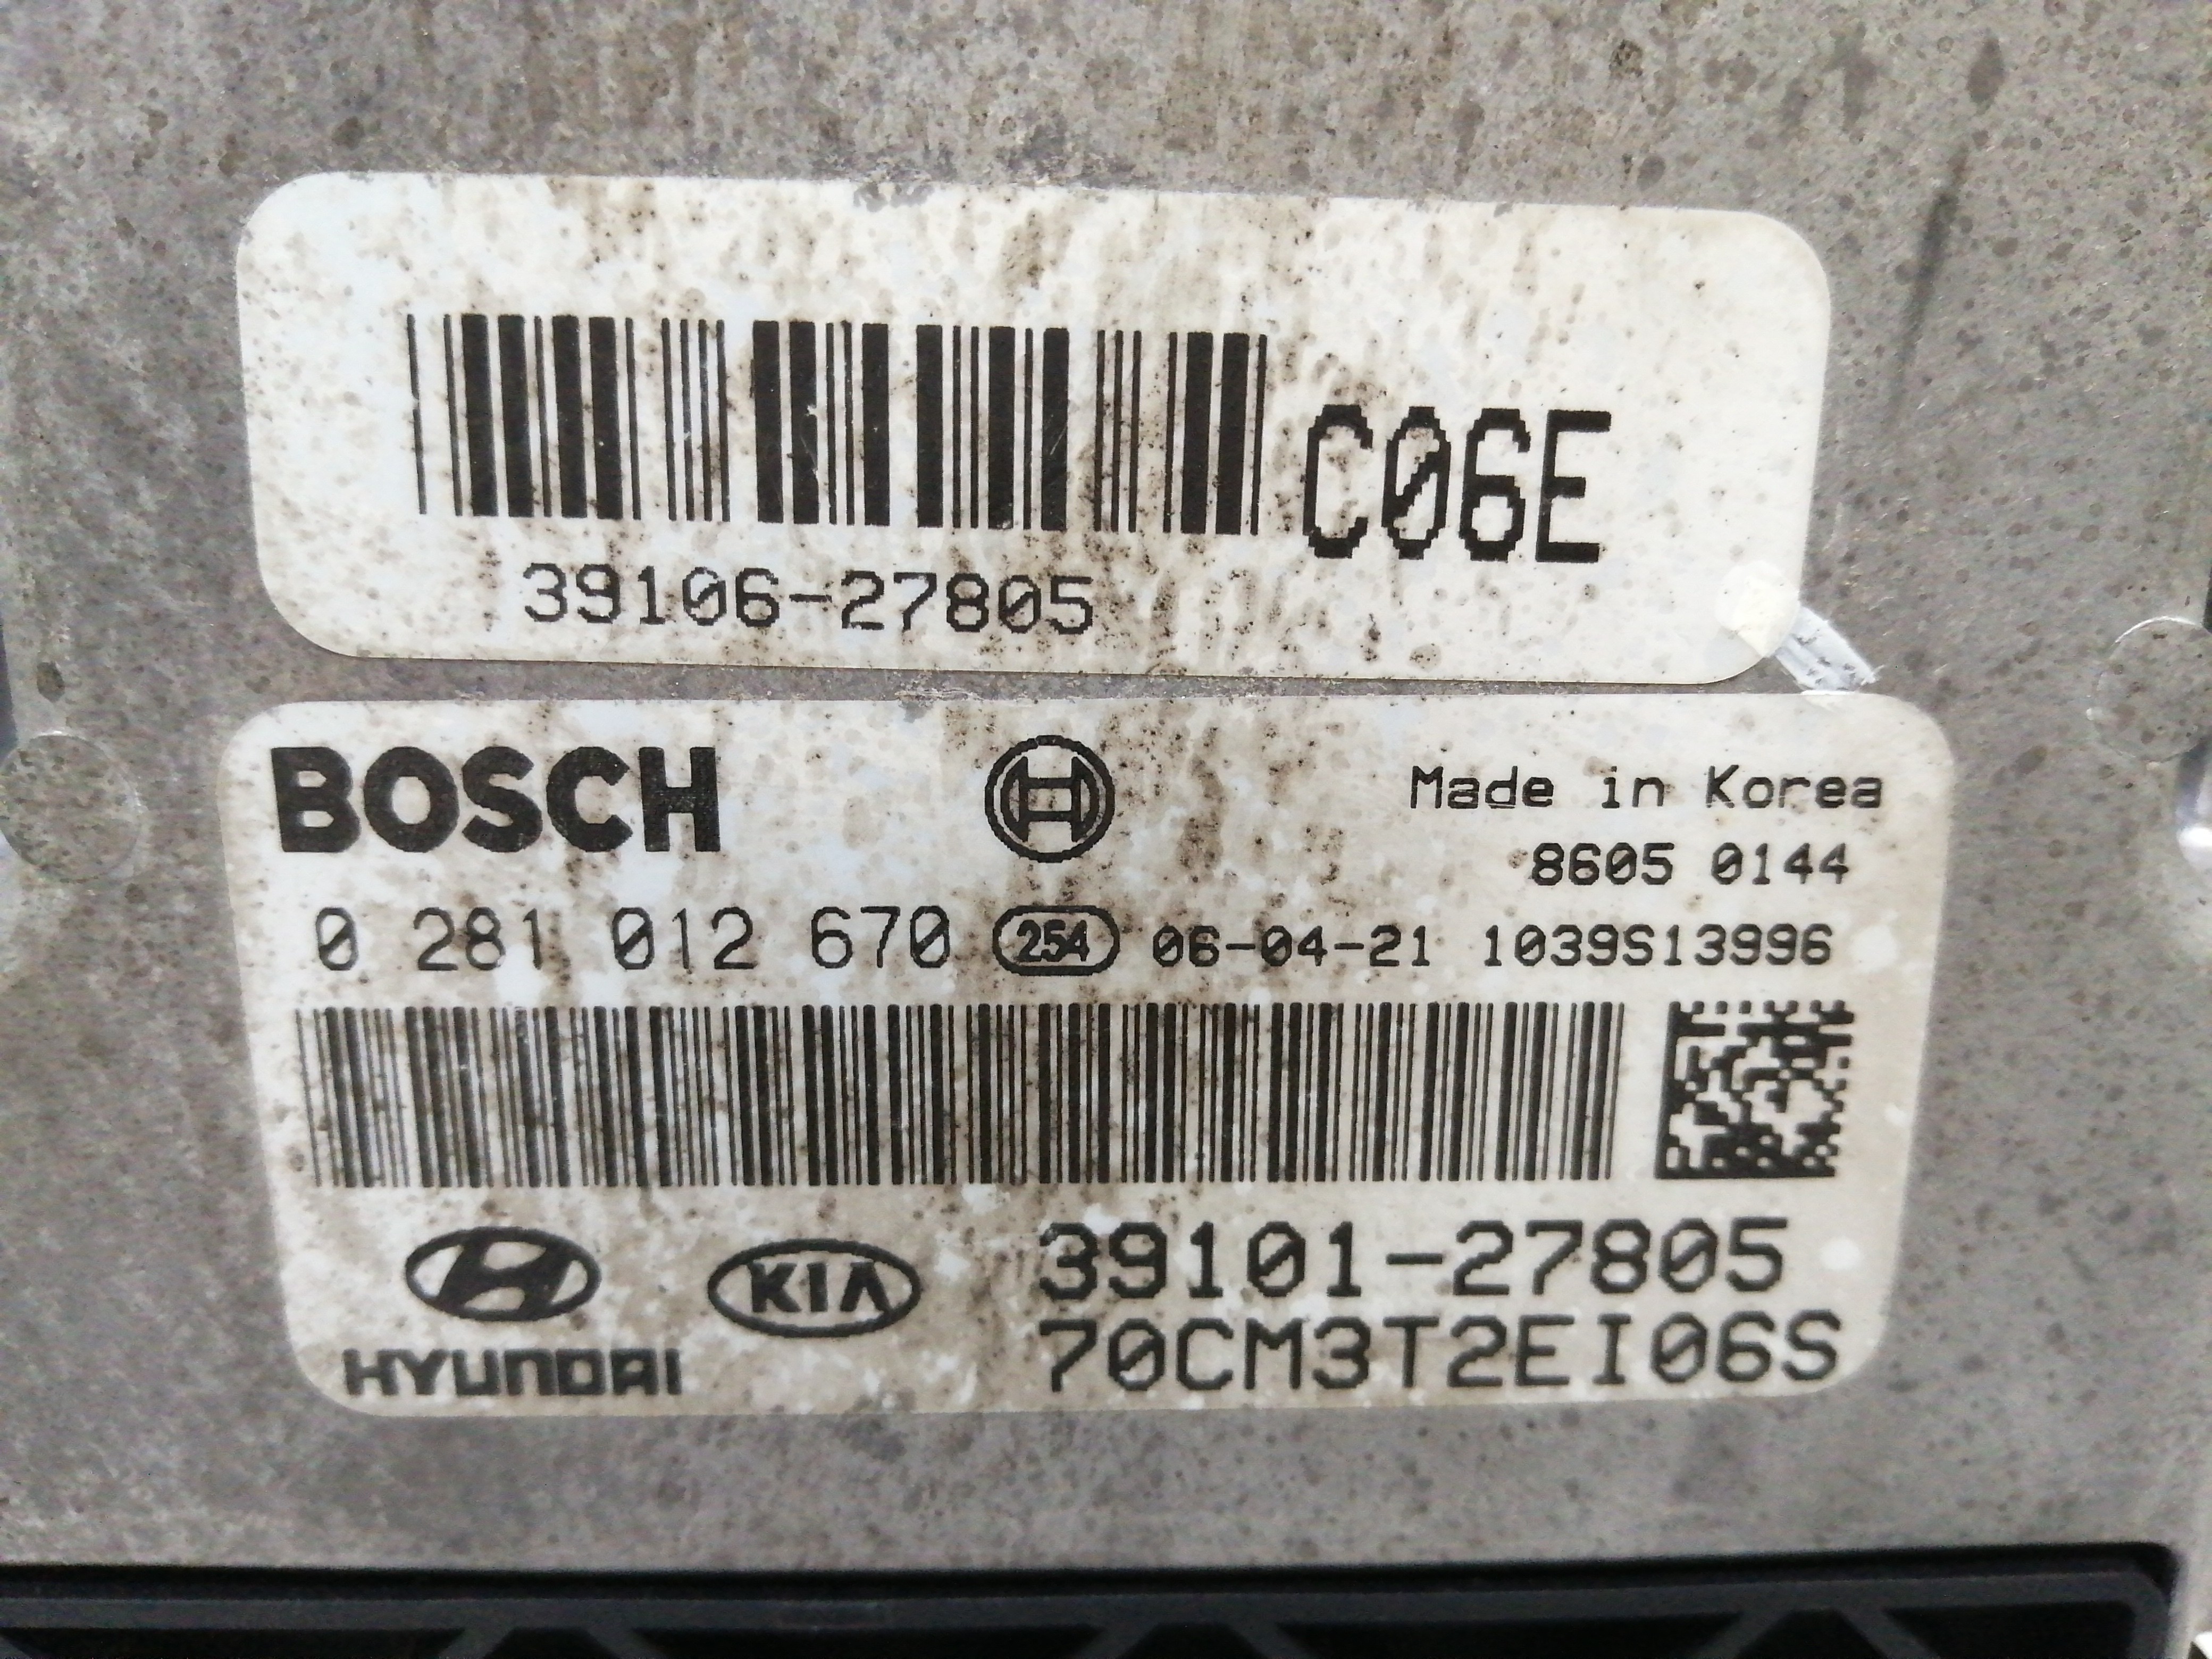 C06E
39106-27805
BOSCH
Made in Korea
8605 0144
0 281 012 670 254 06-04-21 1039S13996
39101-27805
KIA
HYUNDAI
70CM3T2EI06S